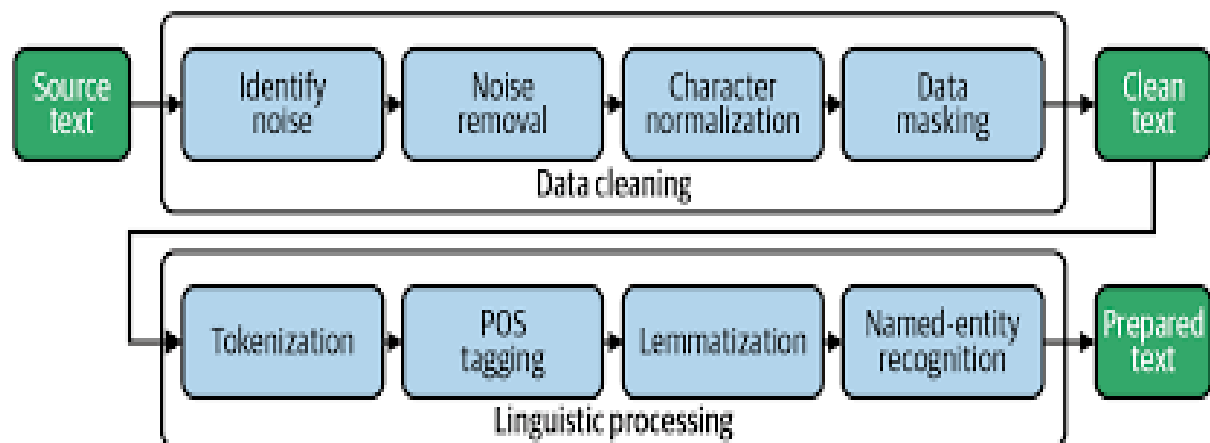 Source
text
Identify
noise
Noise
removal
Character
normalization
Data
masking
Clean
text
Data cleaning
Tokenization
POS
tagging
Lemmatization
Named-entity
recognition
Prepared
text
Linguistic processing